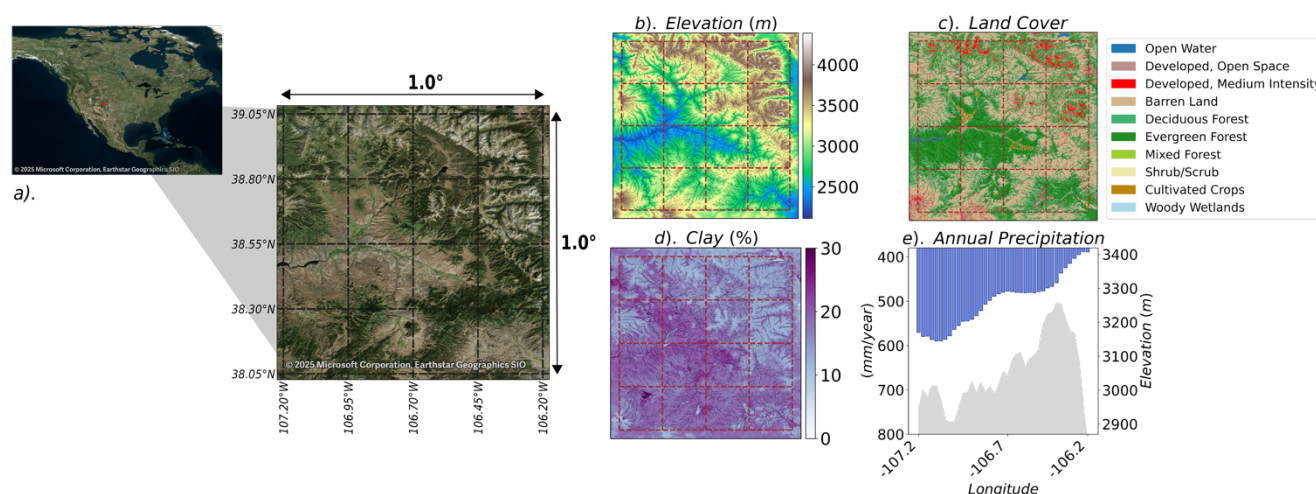 © 2025 Microsoft Corporation, Earthstar Geographics SIO
a).
1.0°
39.05°N
38.80°N
38.55°N
38.30°N
38.05°N
1.0°
© 2025 Microsoft Corporation, Earthstar Geographics SIO
107.20°W
106.95°W
106.70°W
106.45°W
106.20°W
b). Elevation (m)
4000
3500
3000
2500
c). Land Cover
Open Water
Developed, Open Space
Developed, Medium Intensity
Barren Land
Deciduous Forest
Evergreen Forest
Mixed Forest
Shrub/Scrub
Cultivated Crops
Woody Wetlands
d). Clay (%)
30
20
10
0
e). Annual Precipitation
400
500
600
700
800
(mm/year)
3400
3300
3200
3100
3000
2900
Elevation (m)
-107.2
-106.7
-106.2
Longitude